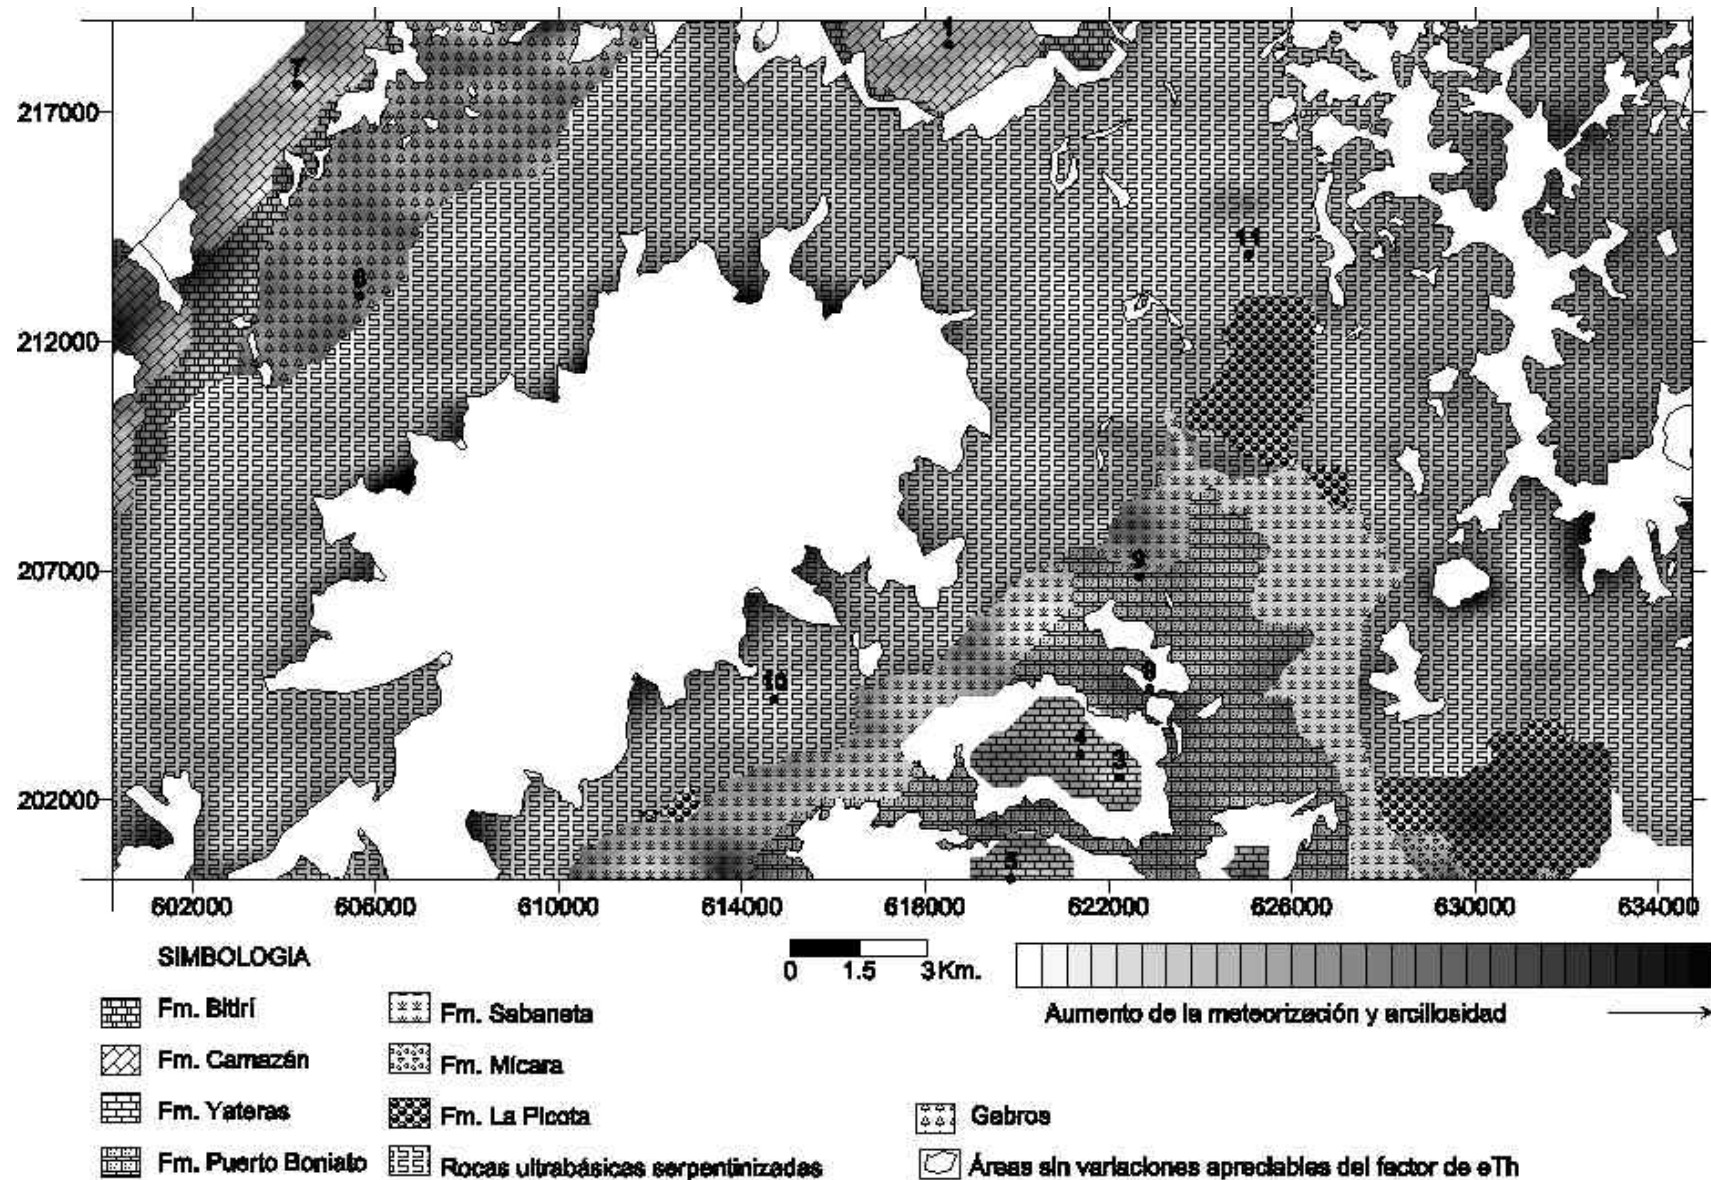 1
7
217000
11
212000
207000
10
4
3
202000
5
602000 606000 610000 614000 618000 622000 626000 630000 634000
SIMBOLOGIA
0 1.5 3 Km.
Aumento de la meteorización y arcillosidad
Fm. Bitirí
Fm. Camazán
Fm. Yateras
Fm. Puerto Boniato
Fm. Sabaneta
Fm. Mícara
Fm. La Picota
Rocas ultrabásicas serpentinizadas
Gabros
Áreas sin variaciones apreciables del factor de eTh